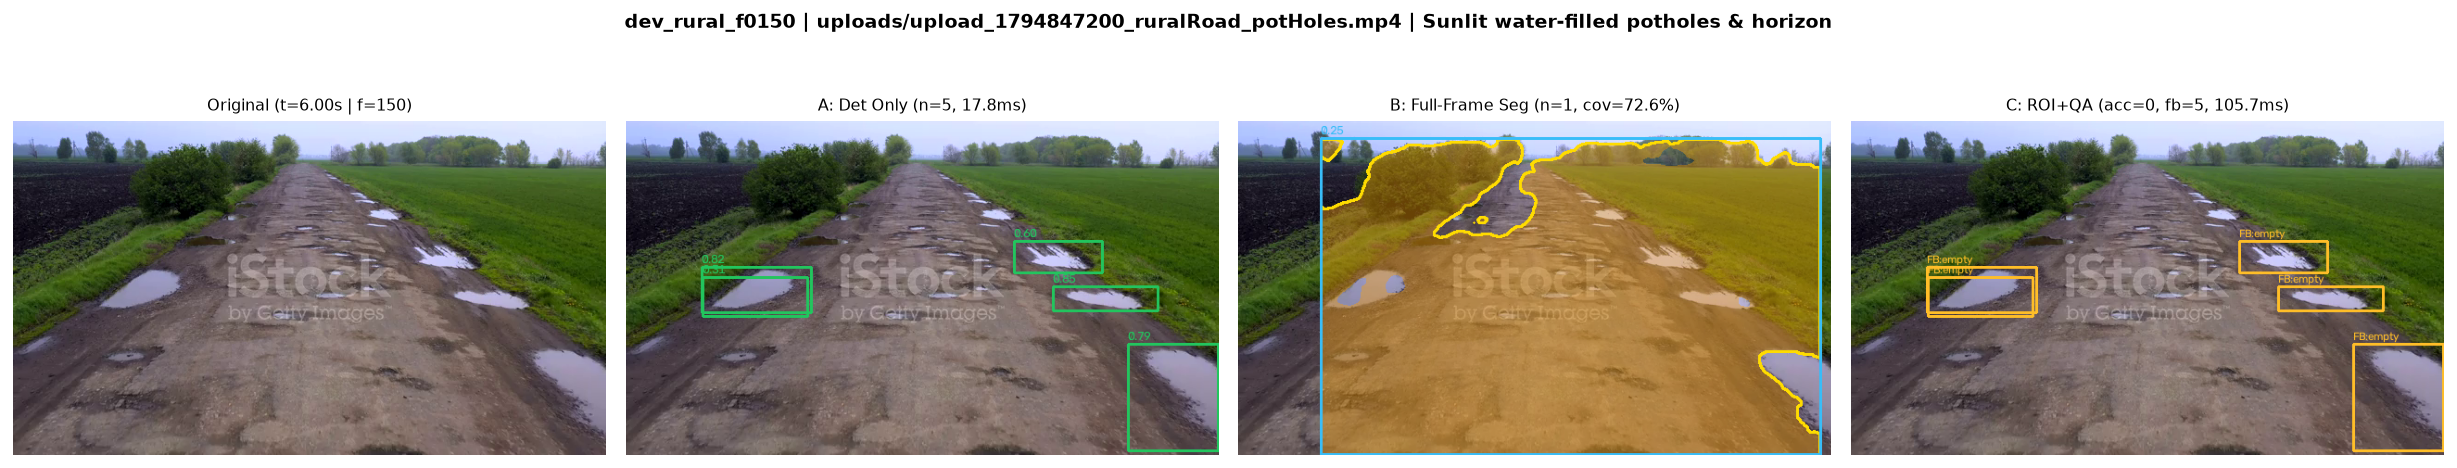 dev_rural_f0150 | uploads/upload_1794847200_ruralRoad_potHoles.mp4 | Sunlit water-filled potholes & horizon
Original (t=6.00s | f=150)
A: Det Only (n=5, 17.8ms)
B: Full-Frame Seg (n=1, cov=72.6%)
C: ROI+QA (acc=0, fb=5, 105.7ms)
iStock
by Getty Images
0.82
0.60
0.79
iStock
by Getty Images
0.25
iStock
by Getty Images
FB:empty
FB:empty
FB:empty
FB:empty
FB:empty
iStock
by Getty Images